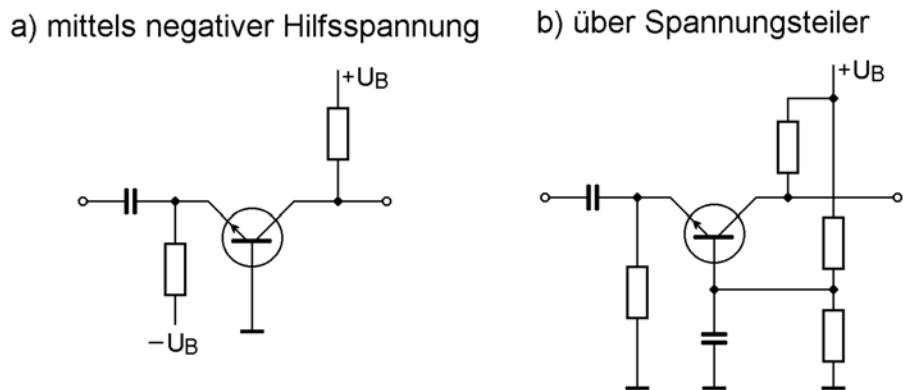 a) mittels negativer Hilfsspannung
b) über Spannungsteiler
+UB
−UB
+UB